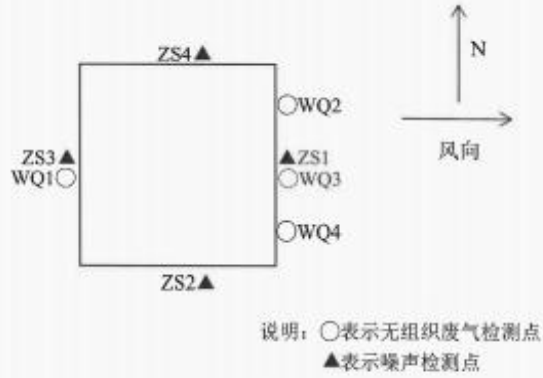 ZS4▲
N
○WQ2
ZS3▲
▲ZS1
风向
WQ1○
○WQ3
○WQ4
ZS2▲
说明：○表示无组织废气检测点
▲表示噪声检测点